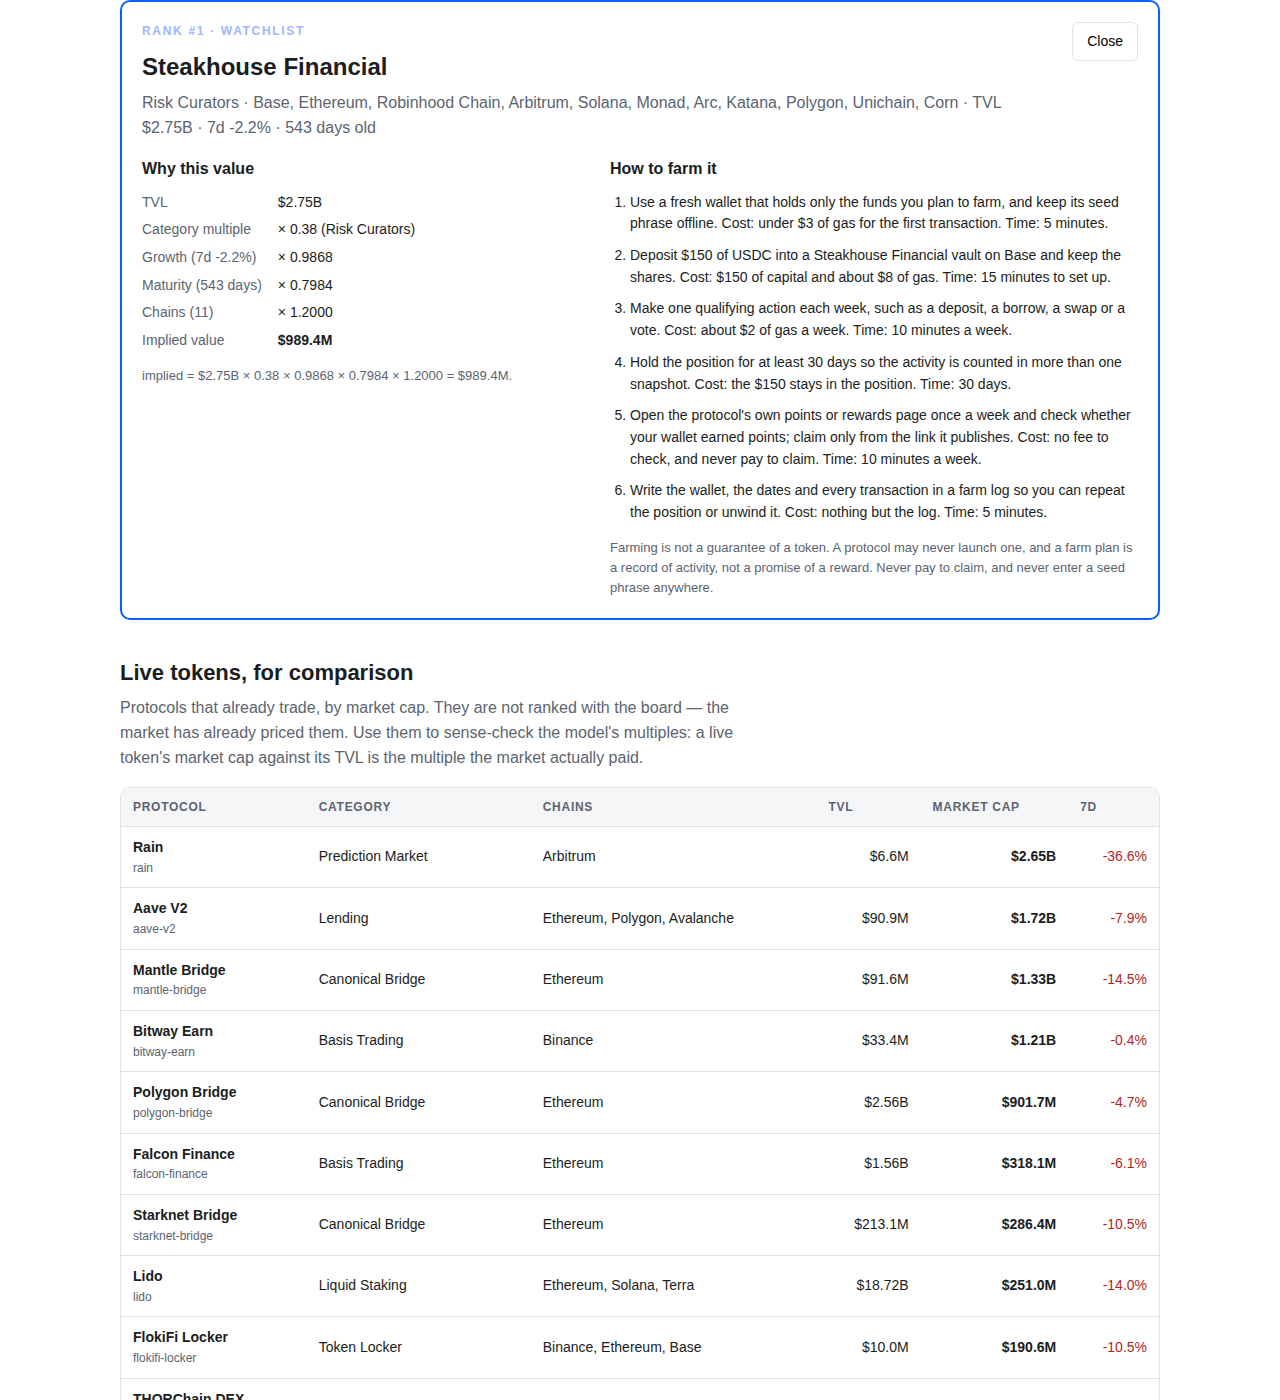 RANK #1 · WATCHLIST
Close
Steakhouse Financial
Risk Curators · Base, Ethereum, Robinhood Chain, Arbitrum, Solana, Monad, Arc, Katana, Polygon, Unichain, Corn · TVL
$2.75B · 7d -2.2% · 543 days old
Why this value
TVL $2.75B
Category multiple × 0.38 (Risk Curators)
Growth (7d -2.2%) × 0.9868
Maturity (543 days) × 0.7984
Chains (11) × 1.2000
Implied value $989.4M
implied = $2.75B × 0.38 × 0.9868 × 0.7984 × 1.2000 = $989.4M.
How to farm it
1. Use a fresh wallet that holds only the funds you plan to farm, and keep its seed
phrase offline. Cost: under $3 of gas for the first transaction. Time: 5 minutes.
2. Deposit $150 of USDC into a Steakhouse Financial vault on Base and keep the
shares. Cost: $150 of capital and about $8 of gas. Time: 15 minutes to set up.
3. Make one qualifying action each week, such as a deposit, a borrow, a swap or a
vote. Cost: about $2 of gas a week. Time: 10 minutes a week.
4. Hold the position for at least 30 days so the activity is counted in more than one
snapshot. Cost: the $150 stays in the position. Time: 30 days.
5. Open the protocol's own points or rewards page once a week and check whether
your wallet earned points; claim only from the link it publishes. Cost: no fee to
check, and never pay to claim. Time: 10 minutes a week.
6. Write the wallet, the dates and every transaction in a farm log so you can repeat
the position or unwind it. Cost: nothing but the log. Time: 5 minutes.
Farming is not a guarantee of a token. A protocol may never launch one, and a farm plan is
a record of activity, not a promise of a reward. Never pay to claim, and never enter a seed
phrase anywhere.
Live tokens, for comparison
Protocols that already trade, by market cap. They are not ranked with the board — the
market has already priced them. Use them to sense-check the model's multiples: a live
token's market cap against its TVL is the multiple the market actually paid.
PROTOCOL CATEGORY CHAINS TVL MARKET CAP 7D
Rain
rain
Prediction Market Arbitrum $6.6M $2.65B -36.6%
Aave V2
aave-v2
Lending Ethereum, Polygon, Avalanche $90.9M $1.72B -7.9%
Mantle Bridge
mantle-bridge
Canonical Bridge Ethereum $91.6M $1.33B -14.5%
Bitway Earn
bitway-earn
Basis Trading Binance $33.4M $1.21B -0.4%
Polygon Bridge
polygon-bridge
Canonical Bridge Ethereum $2.56B $901.7M -4.7%
Falcon Finance
falcon-finance
Basis Trading Ethereum $1.56B $318.1M -6.1%
Starknet Bridge
starknet-bridge
Canonical Bridge Ethereum $213.1M $286.4M -10.5%
Lido
lido
Liquid Staking Ethereum, Solana, Terra $18.72B $251.0M -14.0%
FlokiFi Locker
flokifi-locker
Token Locker Binance, Ethereum, Base $10.0M $190.6M -10.5%
THORChain DEX